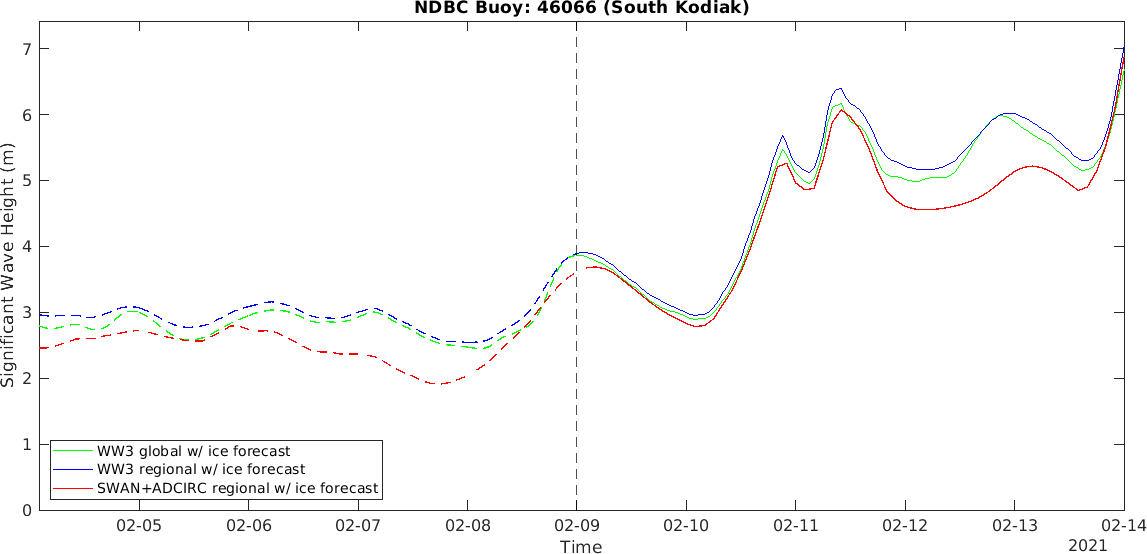 NDBC Buoy: 46066 (South Kodiak)
Significant Wave Height (m)
7
6
5
4
3
2
1
0
WW3 global w/ ice forecast
WW3 regional w/ ice forecast
SWAN+ADCIRC regional w/ ice forecast
02-05 02-06 02-07 02-08 02-09 02-10 02-11 02-12 02-13 02-14
Time
2021